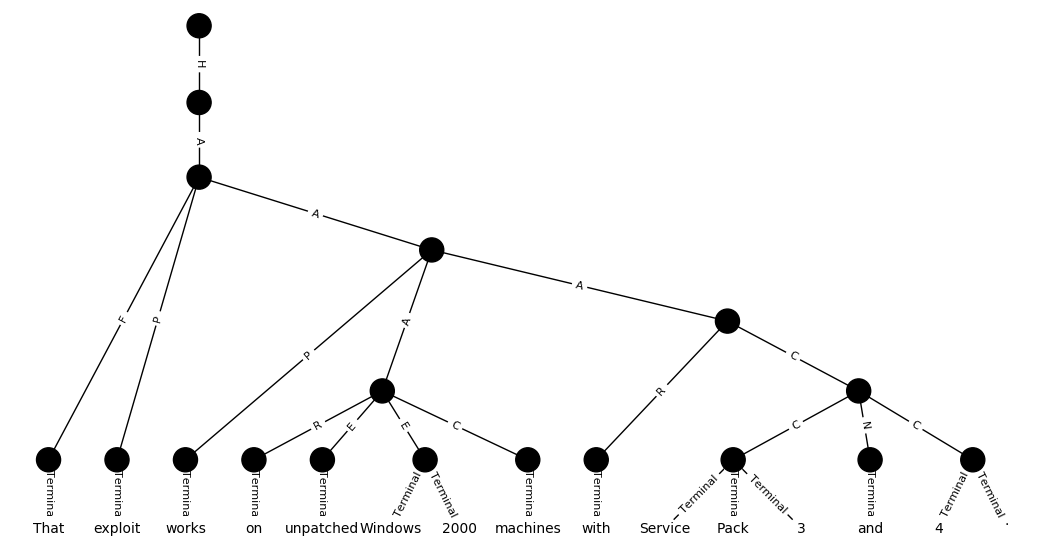 H
A
A
F
P
A
P
A
R
E
E
C
R
C
C
N
C
Termina Termina Termina Termina Termina Terminal Terminal Termina Termina Terminal Termina Terminal Termina Terminal Terminal
That exploit works on unpatched Windows 2000 machines with Service Pack 3 and 4 .